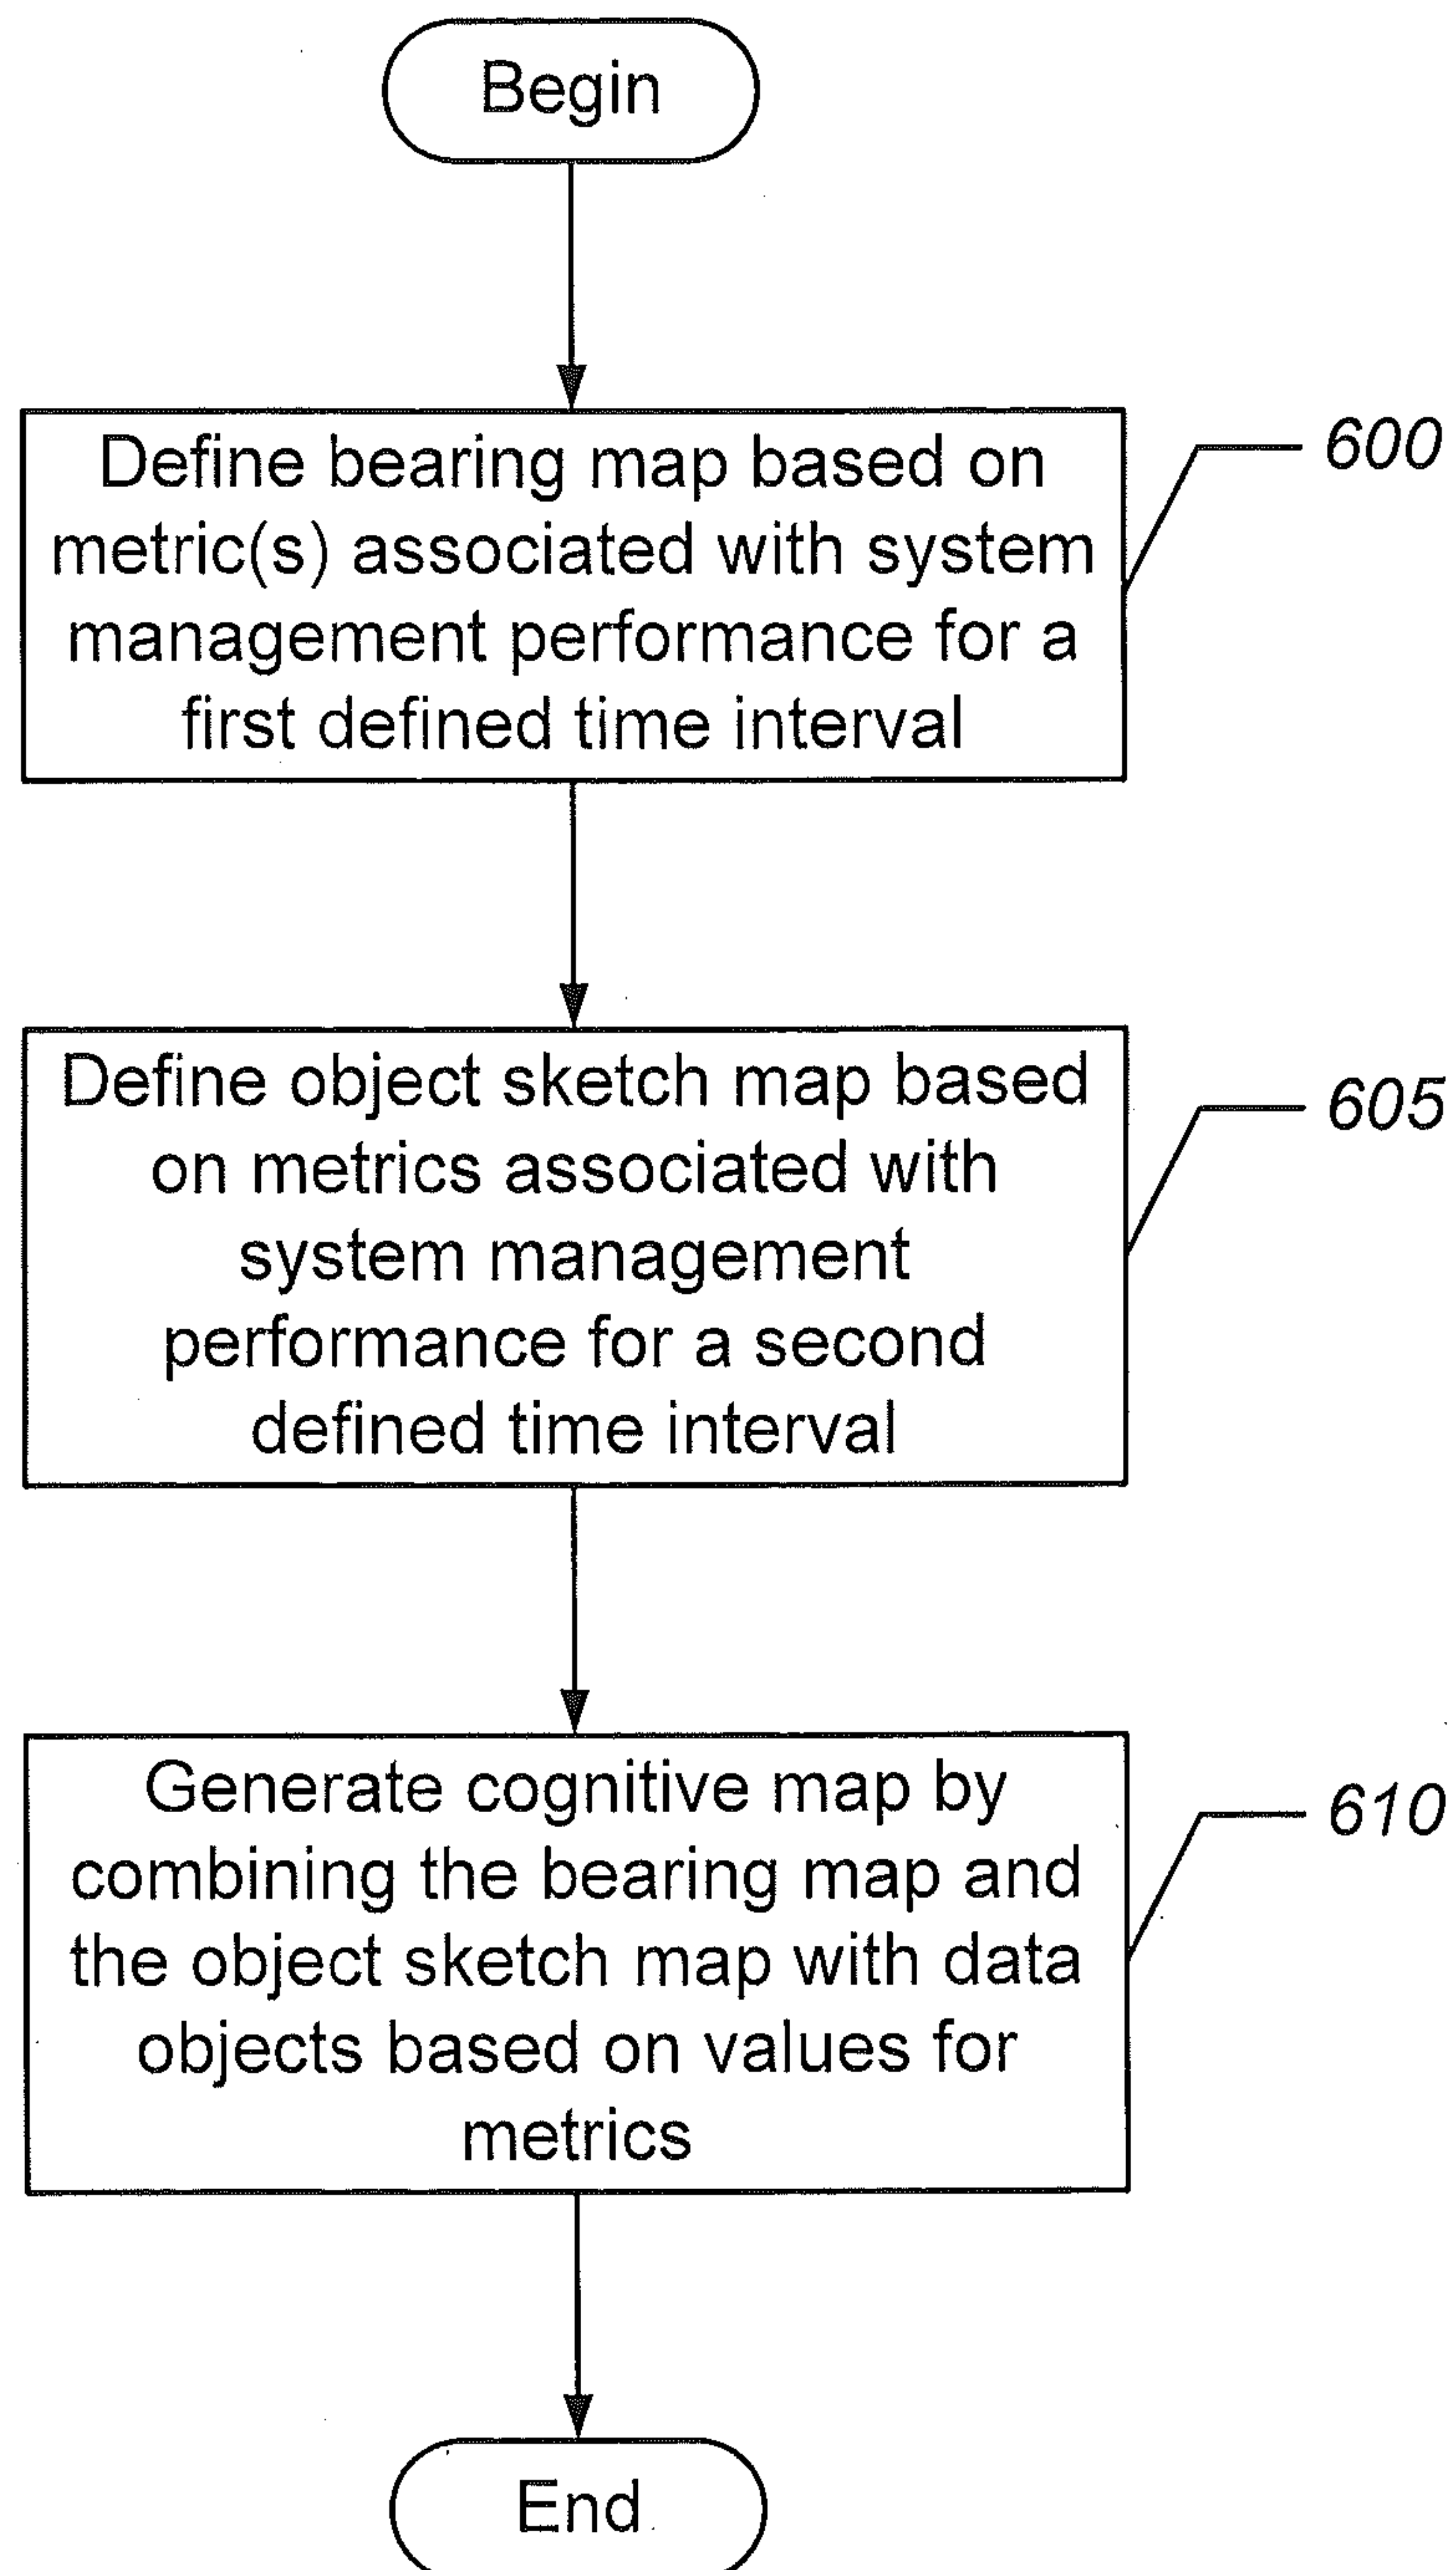 Begin
Define bearing map based on
metric(s) associated with system
management performance for a
first defined time interval
600
Define object sketch map based
on metrics associated with
system management
performance for a second
defined time interval
605
Generate cognitive map by
combining the bearing map and
the object sketch map with data
objects based on values for
metrics
610
End